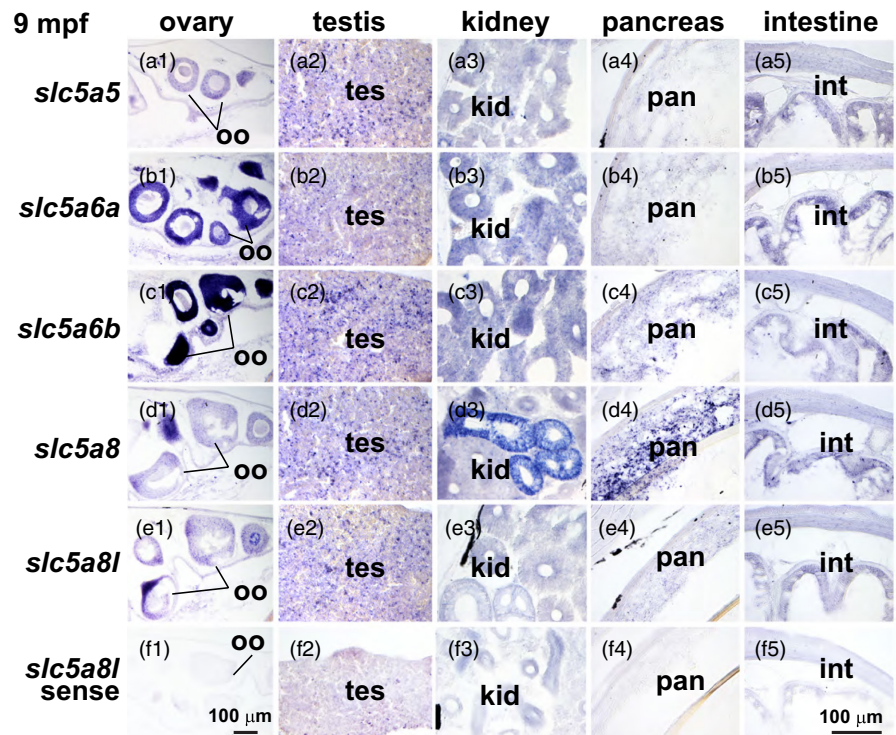 9 mpf ovary testis kidney pancreas intestine
slc5a5 (a1) oo (a2) tes (a3) kid (a4) pan (a5) int
slc5a6a (b1) oo (b2) tes (b3) kid (b4) pan (b5) int
slc5a6b (c1) oo (c2) tes (c3) kid (c4) pan (c5) int
slc5a8 (d1) oo (d2) tes (d3) kid (d4) pan (d5) int
slc5a8l (e1) oo (e2) tes (e3) kid (e4) pan (e5) int
slc5a8l (f1) oo (f2) tes (f3) kid (f4) pan (f5) int
sense
100 μm 100 μm